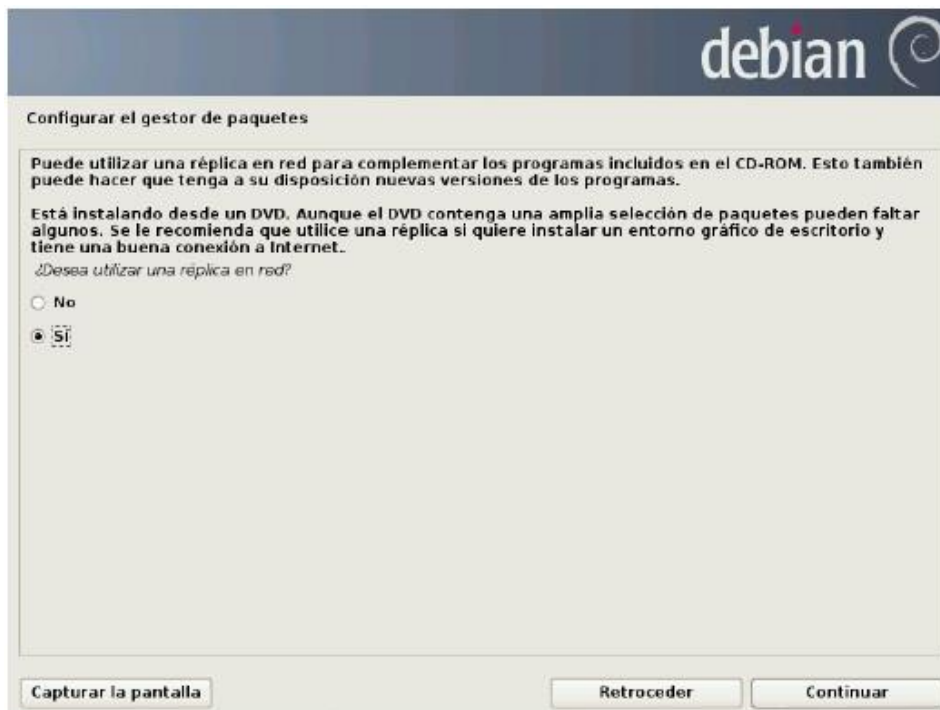 debian
Configurar el gestor de paquetes
Puede utilizar una réplica en red para complementar los programas incluidos en el CD-ROM. Esto también
puede hacer que tenga a su disposición nuevas versiones de los programas.
Está instalando desde un DVD. Aunque el DVD contenga una amplia selección de paquetes pueden faltar
algunos. Se le recomienda que utilice una réplica si quiere instalar un entorno gráfico de escritorio y
tiene una buena conexión a Internet.
¿Desea utilizar una réplica en red?
No
Sí
Capturar la pantalla
Retroceder
Continuar